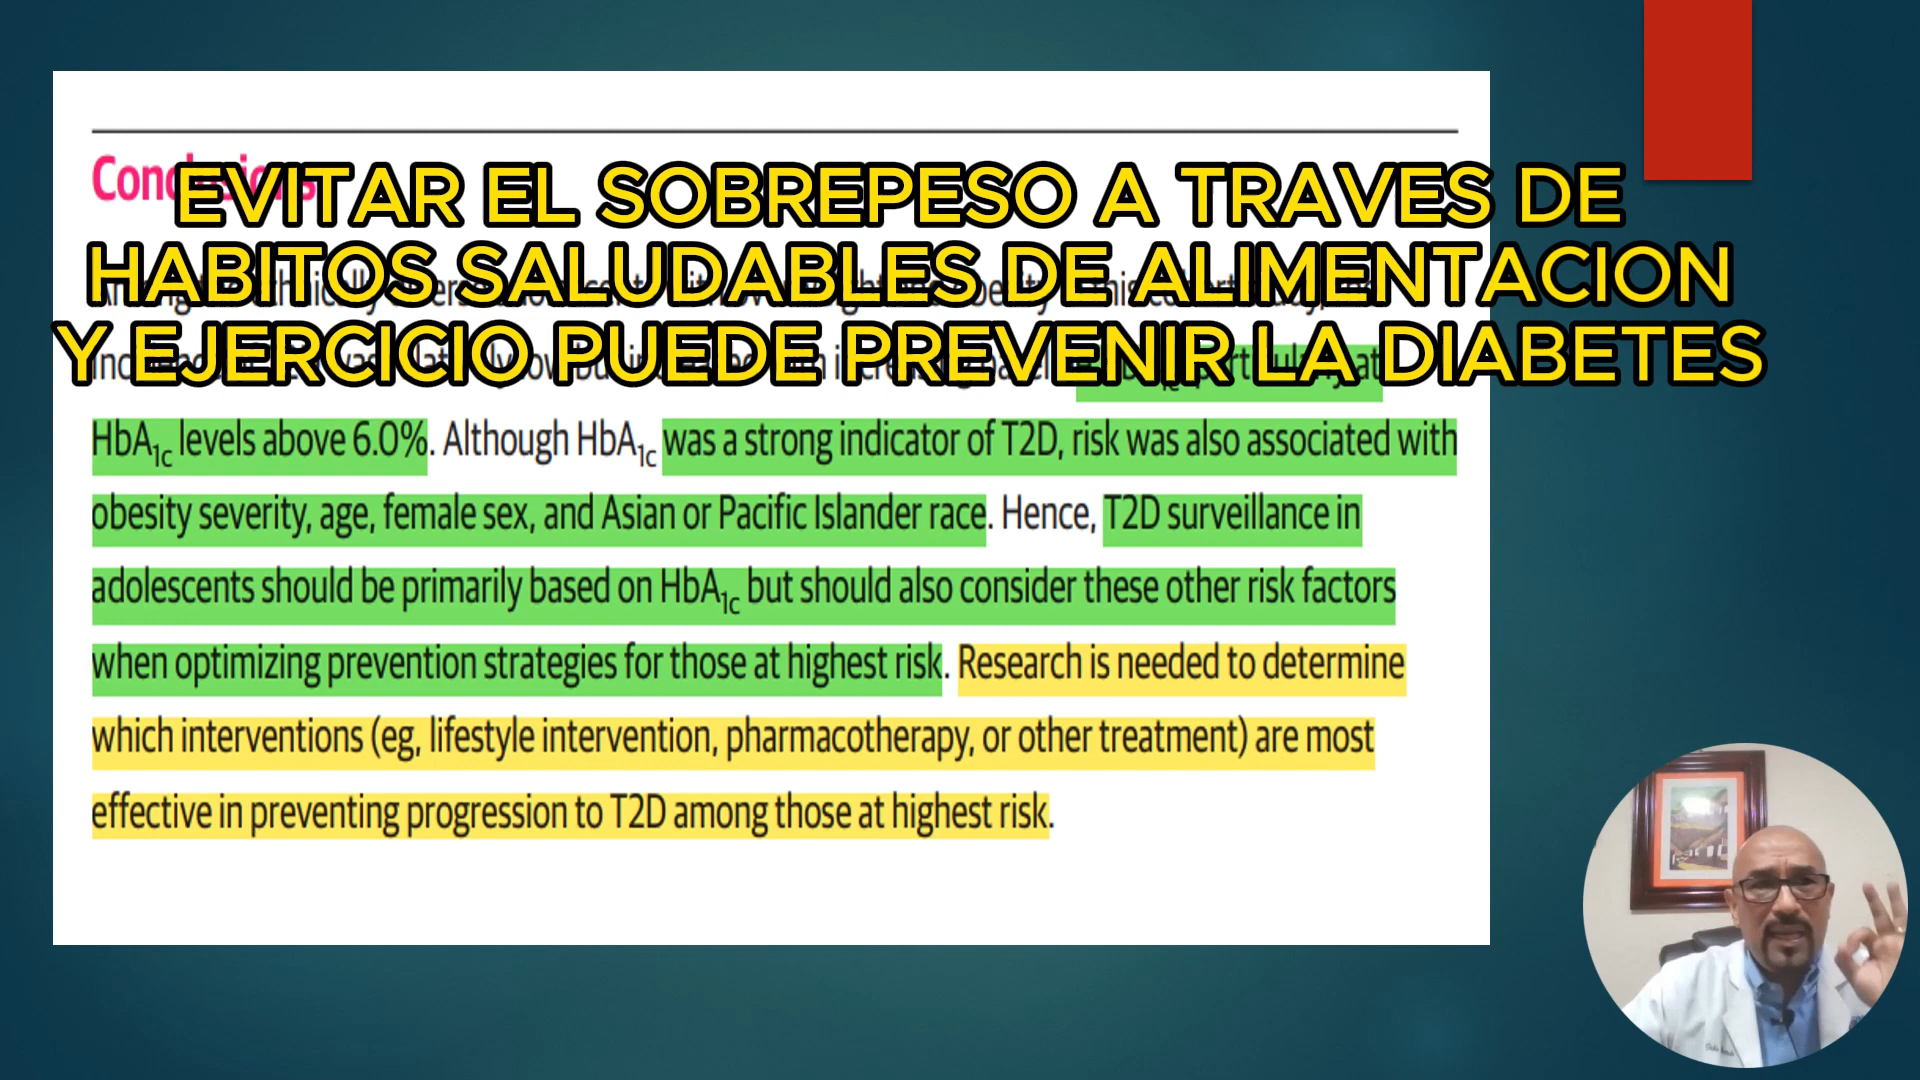 EVITAR EL SOBREPESO A TRAVES DE
HABITOS SALUDABLES DE ALIMENTACION
Y EJERCICIO PUEDE PREVENIR LA DIABETES
Conclusions
HbA1c levels above 6.0%. Although HbA1c was a strong indicator of T2D, risk was also associated with
obesity severity, age, female sex, and Asian or Pacific Islander race. Hence, T2D surveillance in
adolescents should be primarily based on HbA1c but should also consider these other risk factors
when optimizing prevention strategies for those at highest risk. Research is needed to determine
which interventions (eg, lifestyle intervention, pharmacotherapy, or other treatment) are most
effective in preventing progression to T2D among those at highest risk.